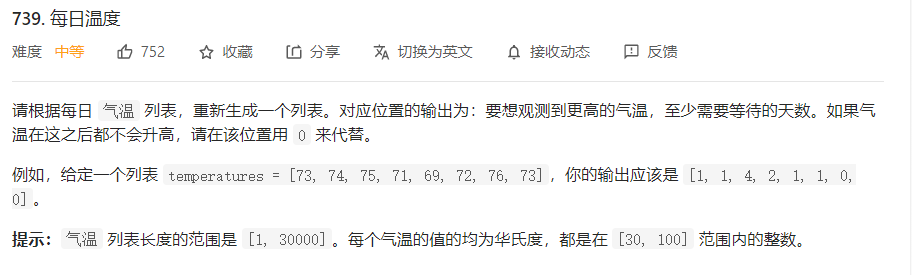 739. 每日温度
难度 中等 752 收藏 分享 切换为英文 接收动态 反馈
请根据每日 气温 列表，重新生成一个列表。对应位置的输出为：要想观测到更高的气温，至少需要等待的天数。如果气
温在这之后都不会升高，请在该位置用 0 来代替。
例如，给定一个列表 temperatures = [73, 74, 75, 71, 69, 72, 76, 73]，你的输出应该是 [1, 1, 4, 2, 1, 1, 0,
0]。
提示：气温 列表长度的范围是 [1, 30000]。每个气温的值的均为华氏度，都是在 [30, 100] 范围内的整数。